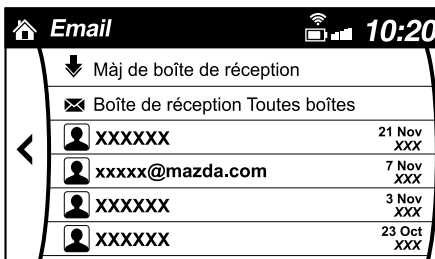 Email 10:20
Màj de boîte de réception
Boîte de réception Toutes boîtes
XXXXXX 21 Nov
XXX
xxxxx@mazda.com 7 Nov
XXX
XXXXXX 3 Nov
XXX
XXXXXX 23 Oct
XXX